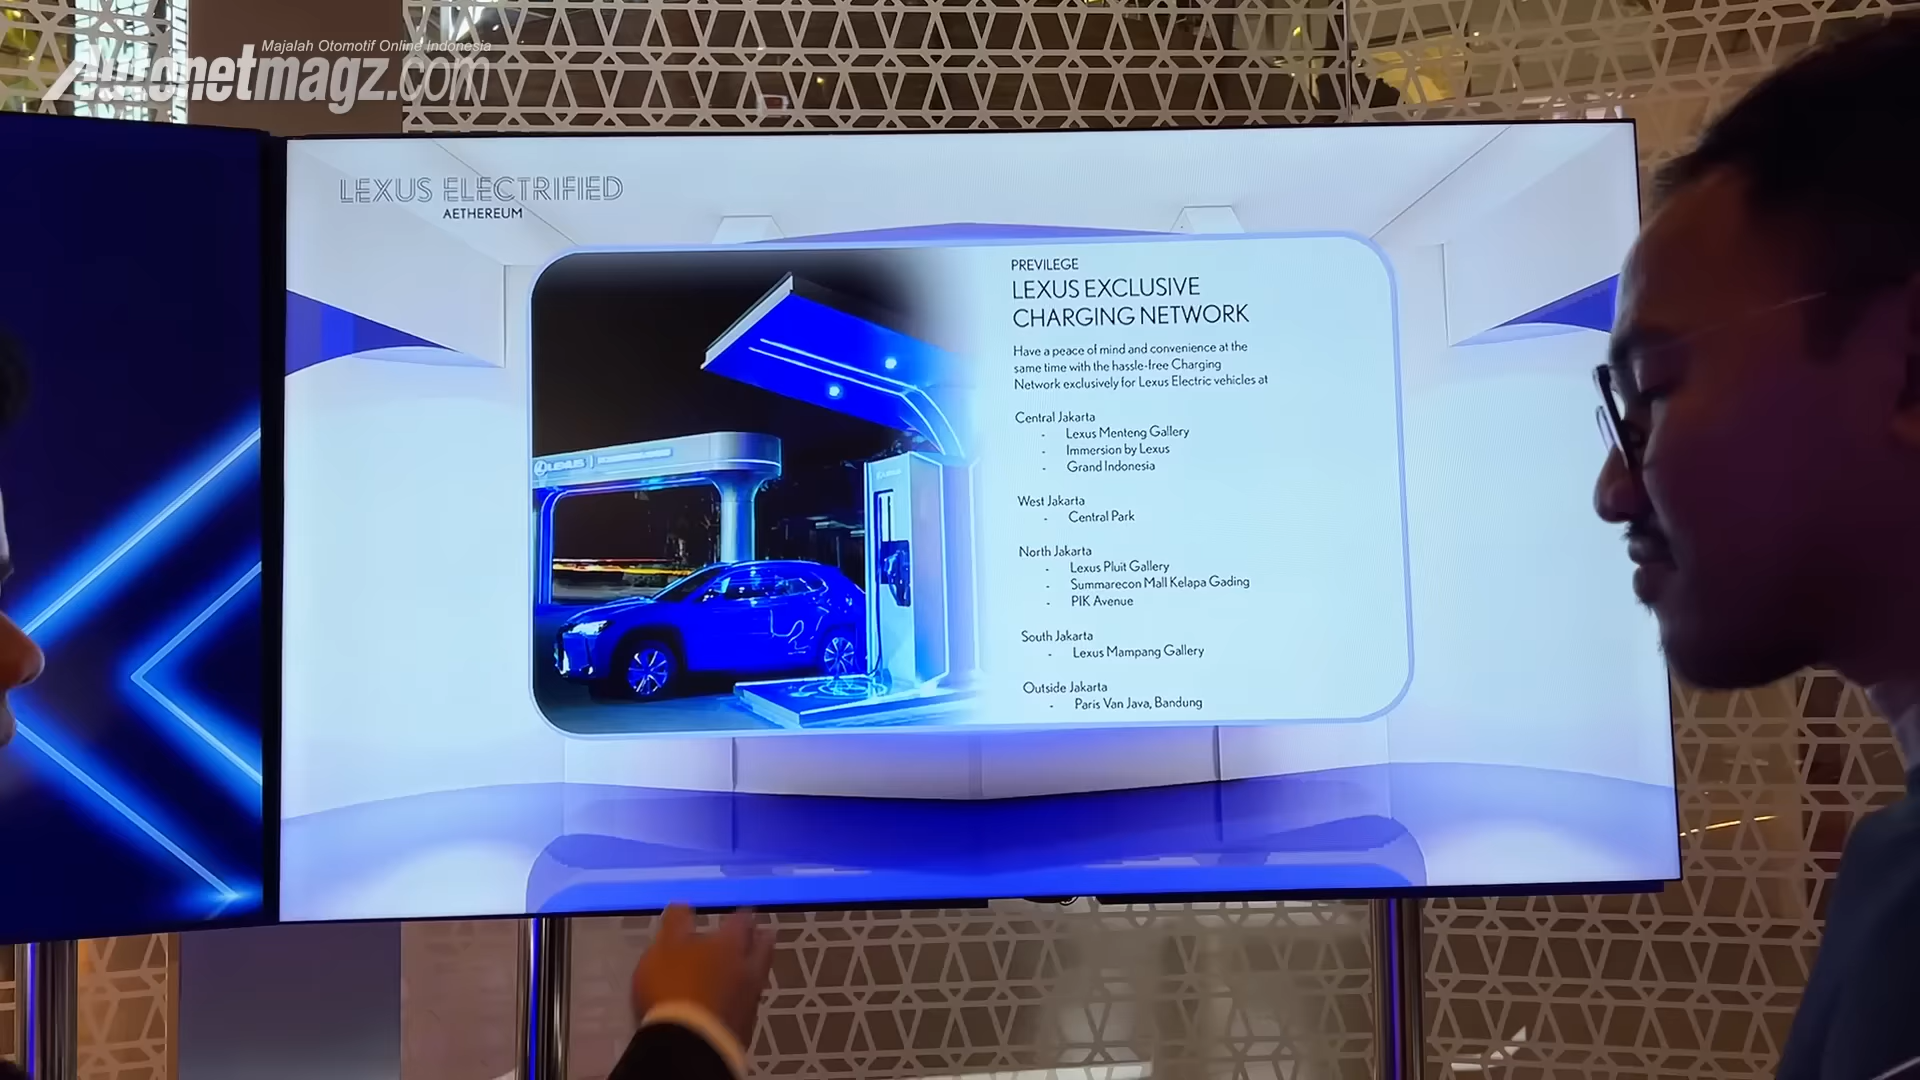 Majalah Otomotif Online Indonesia
Autonetmagz.com
LEXUS ELECTRIFIED
AETHEREUM
PREVILEGE
LEXUS EXCLUSIVE
CHARGING NETWORK
Have a peace of mind and convenience at the
same time with the hassle-free Charging
Network exclusively for Lexus Electric vehicles at
Central Jakarta
- Lexus Menteng Gallery
- Immersion by Lexus
- Grand Indonesia
West Jakarta
- Central Park
North Jakarta
- Lexus Pluit Gallery
- Summarecon Mall Kelapa Gading
- PIK Avenue
South Jakarta
- Lexus Mampang Gallery
Outside Jakarta
- Paris Van Java, Bandung
LEXUS